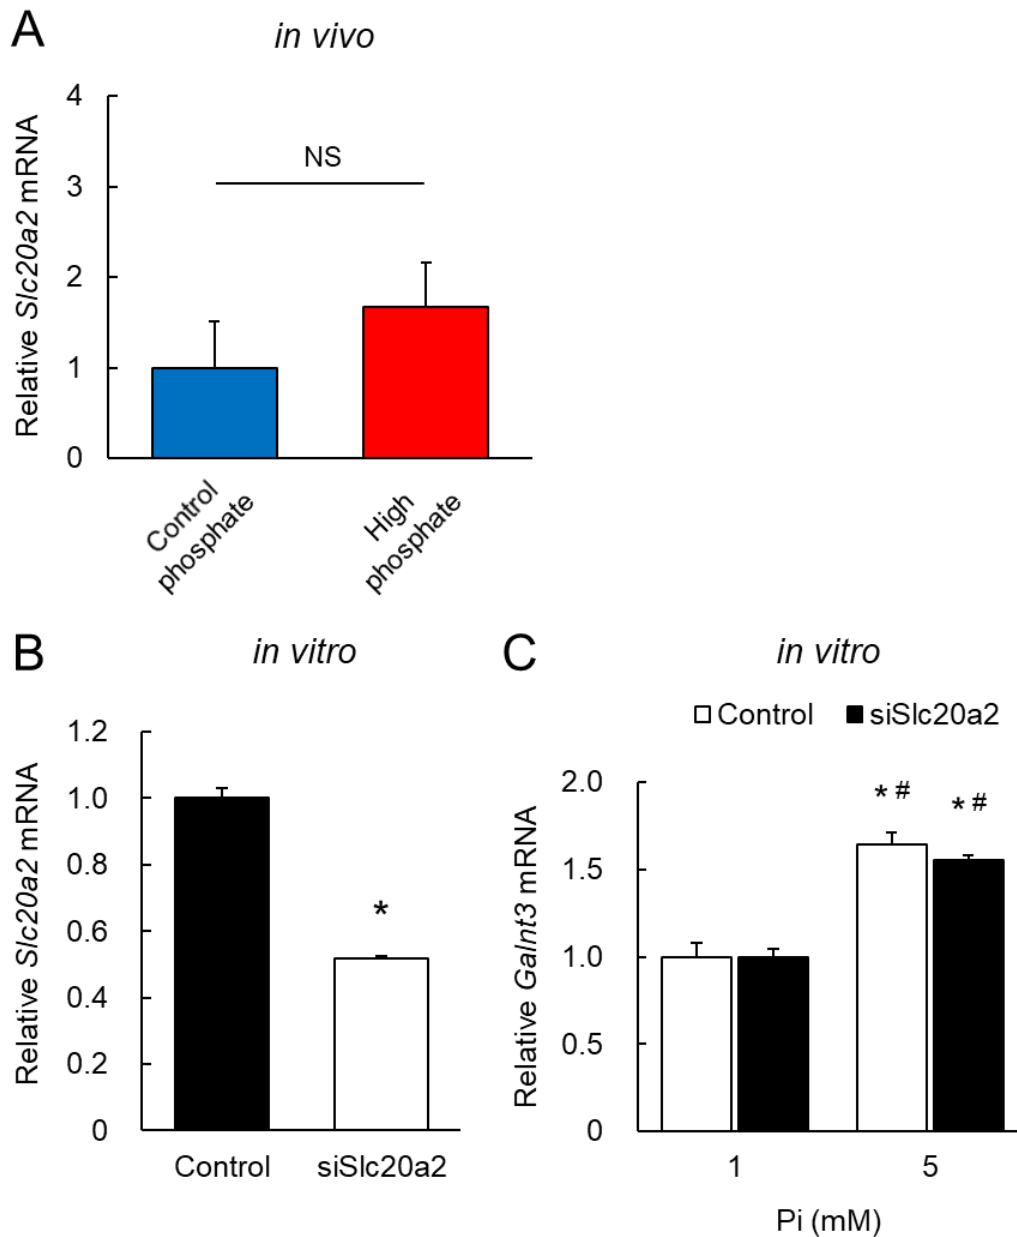 A
in vivo
4
3
2
1
0
Relative Slc20a2 mRNA
NS
Control
phosphate
High
phosphate
B
in vitro
1.2
1.0
0.8
0.6
0.4
0.2
0
Relative Slc20a2 mRNA
*
Control
siSlc20a2
C
in vitro
Control
siSlc20a2
2.0
1.5
1.0
0.5
0
Relative Galnt3 mRNA
* #
* #
1
5
Pi (mM)